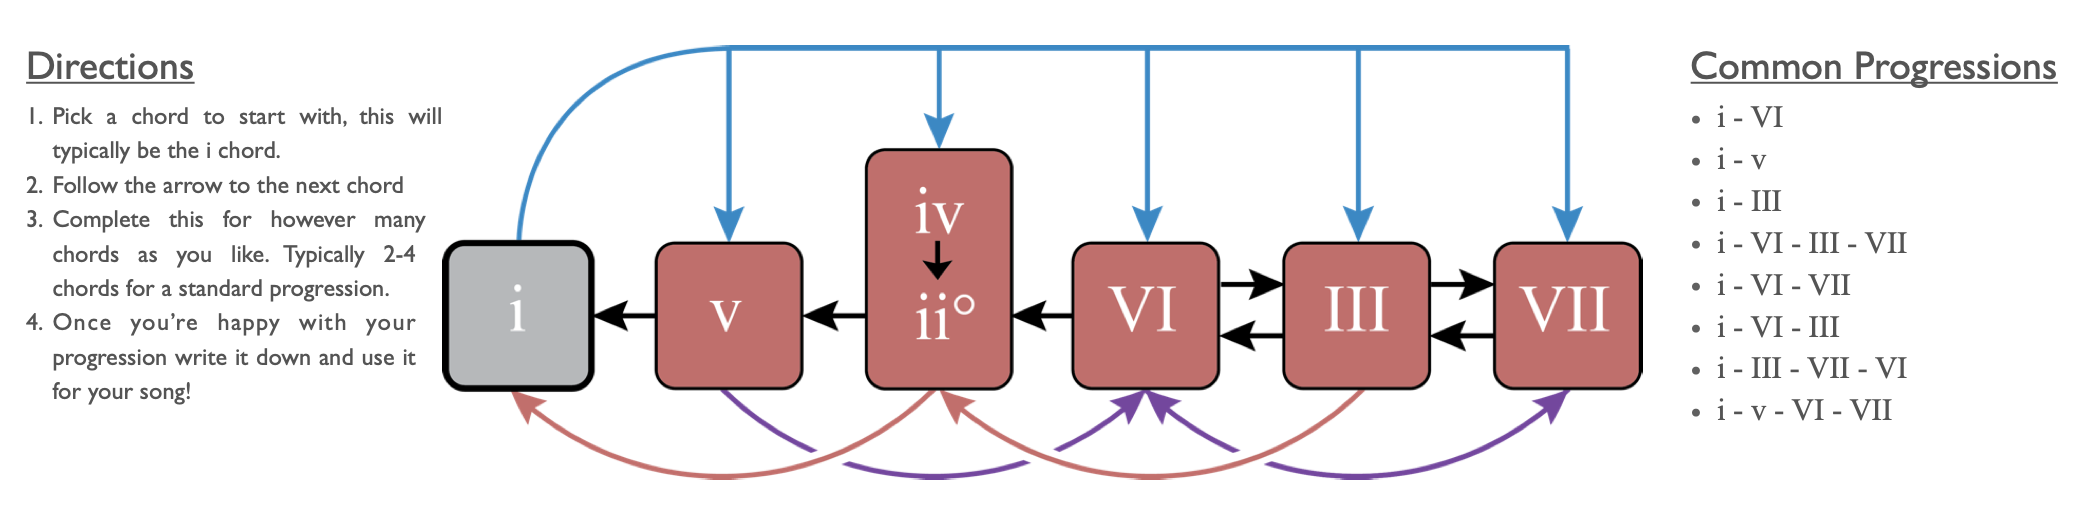 Directions
1. Pick a chord to start with, this will
typically be the i chord.
2. Follow the arrow to the next chord
3. Complete this for however many
chords as you like. Typically 2-4
chords for a standard progression.
4. Once you’re happy with your
progression write it down and use it
for your song!
i
v
iv
ii°
VI
III
VII
Common Progressions
• i - VI
• i - v
• i - III
• i - VI - III - VII
• i - VI - VII
• i - VI - III
• i - III - VII - VI
• i - v - VI - VII